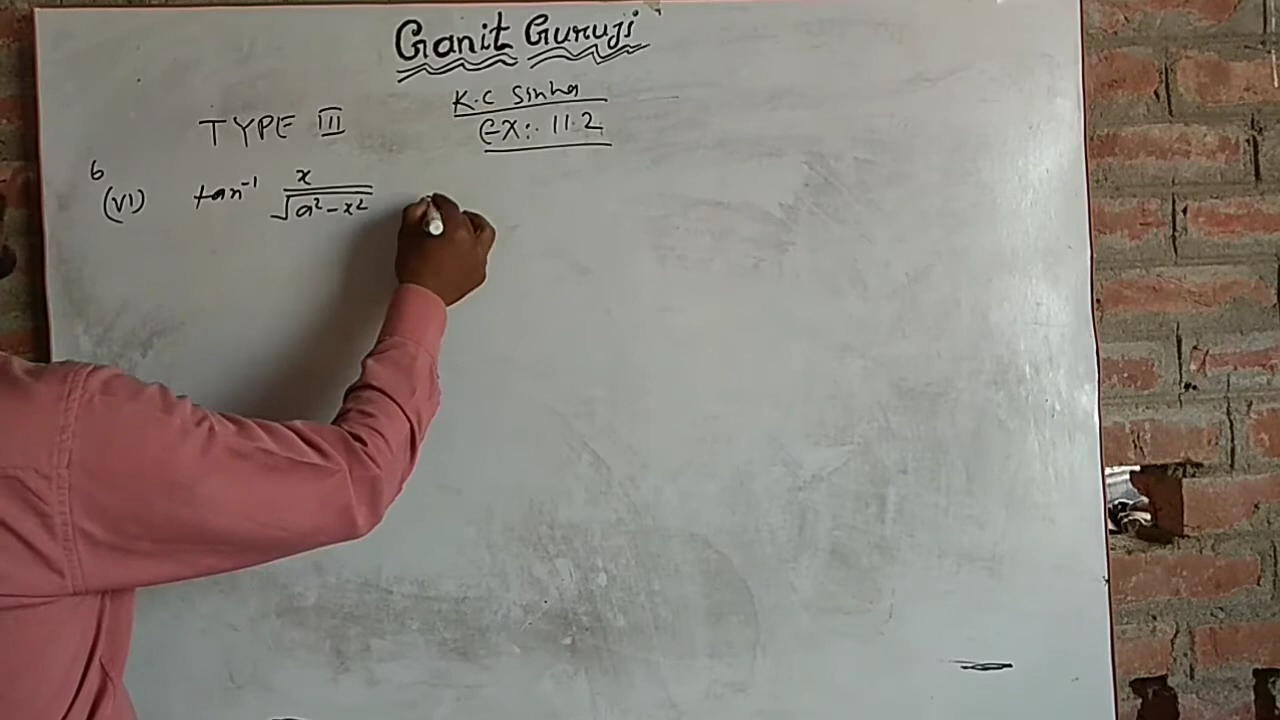 Ganit Guruji
K.C Sinha
TYPE III
EX:. 11.2
6
(VI) tan⁻¹ x/√(a² - x²)